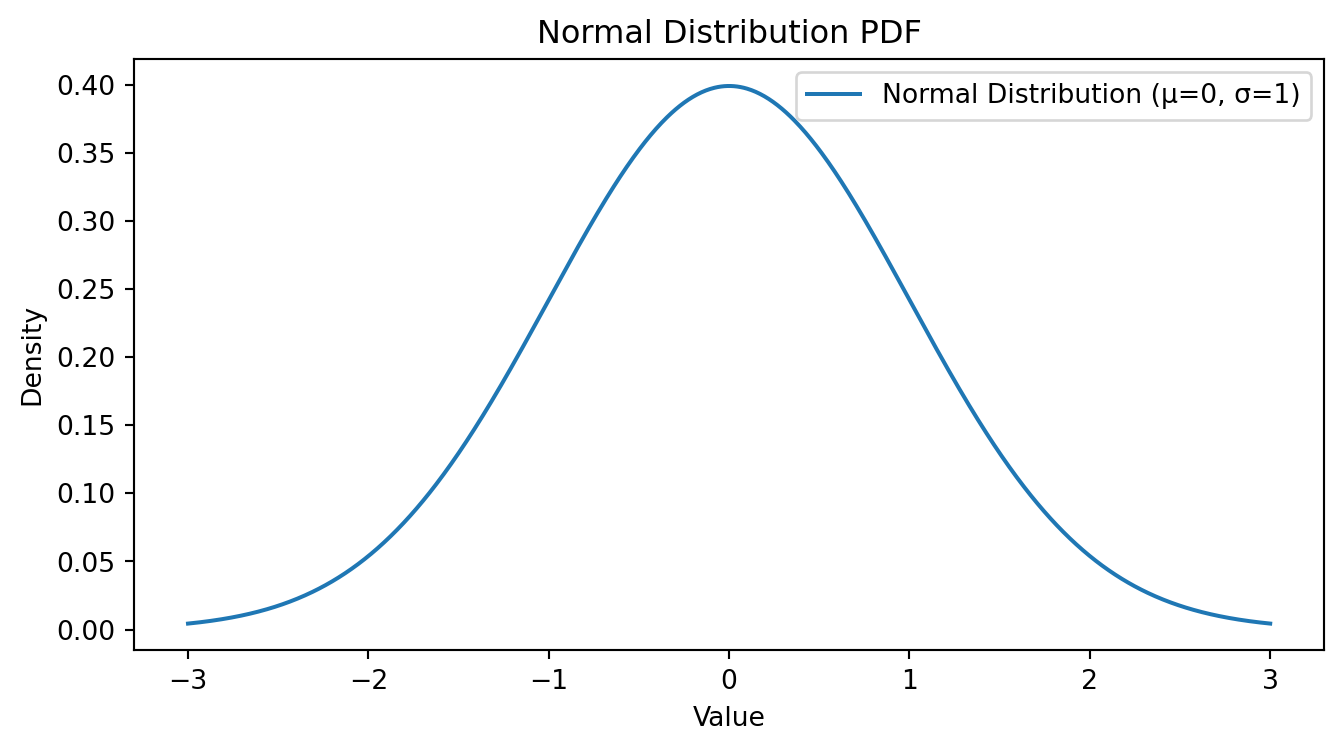 Normal Distribution PDF
Normal Distribution (μ=0, σ=1)
0.40
0.35
0.30
0.25
0.20
0.15
0.10
0.05
0.00
Density
−3 −2 −1 0 1 2 3
Value